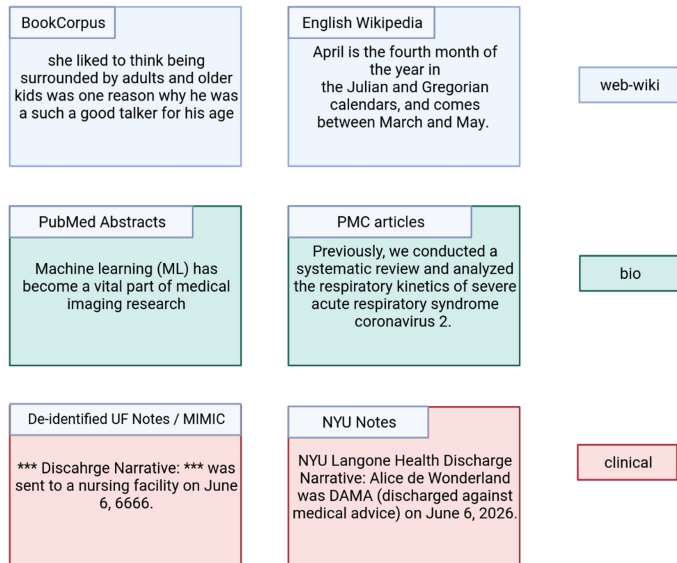 BookCorpus
she liked to think being
surrounded by adults and older
kids was one reason why he was
a such a good talker for his age
English Wikipedia
April is the fourth month of
the year in
the Julian and Gregorian
calendars, and comes
between March and May.
web-wiki
PubMed Abstracts
Machine learning (ML) has
become a vital part of medical
imaging research
PMC articles
Previously, we conducted a
systematic review and analyzed
the respiratory kinetics of severe
acute respiratory syndrome
coronavirus 2.
bio
De-identified UF Notes / MIMIC
*** Discahrge Narrative: *** was
sent to a nursing facility on June
6, 6666.
NYU Notes
NYU Langone Health Discharge
Narrative: Alice de Wonderland
was DAMA (discharged against
medical advice) on June 6, 2026.
clinical